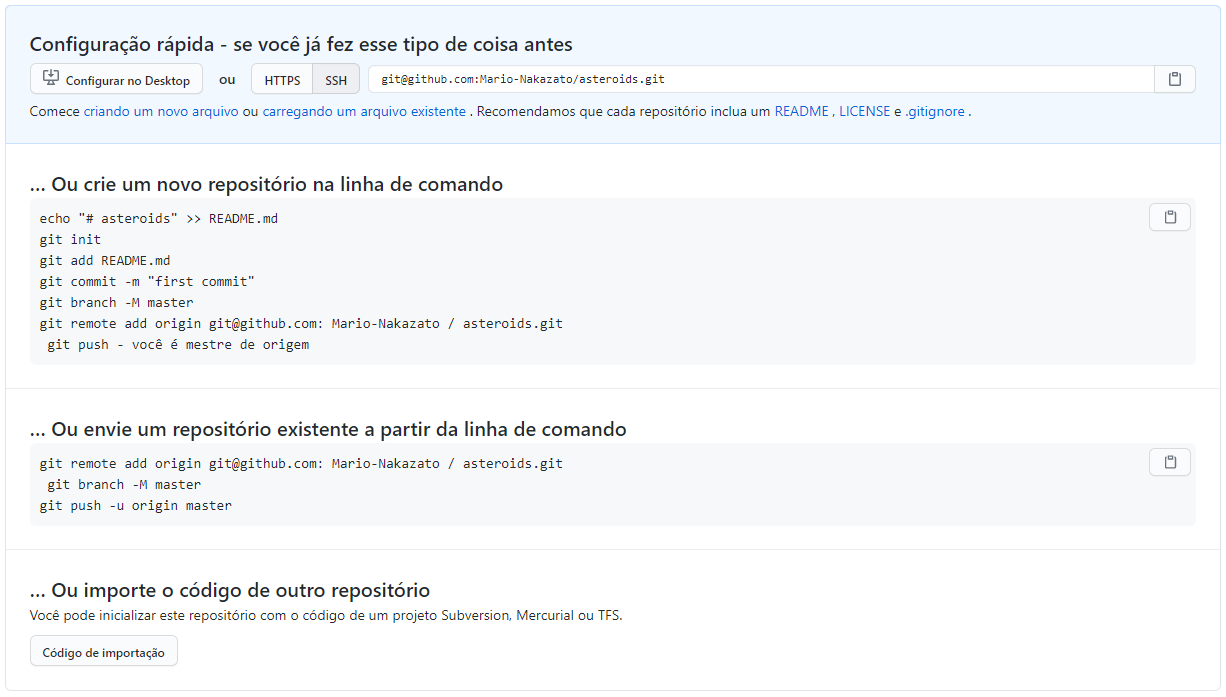 Configuração rápida - se você já fez esse tipo de coisa antes
Configurar no Desktop ou HTTPS SSH git@github.com:Mario-Nakazato/asteroids.git
Comece criando um novo arquivo ou carregando um arquivo existente . Recomendamos que cada repositório inclua um README , LICENSE e .gitignore .
... Ou crie um novo repositório na linha de comando
echo "# asteroids" >> README.md
git init
git add README.md
git commit -m "first commit"
git branch -M master
git remote add origin git@github.com: Mario-Nakazato / asteroids.git
git push - você é mestre de origem
... Ou envie um repositório existente a partir da linha de comando
git remote add origin git@github.com: Mario-Nakazato / asteroids.git
git branch -M master
git push -u origin master
... Ou importe o código de outro repositório
Você pode inicializar este repositório com o código de um projeto Subversion, Mercurial ou TFS.
Código de importação